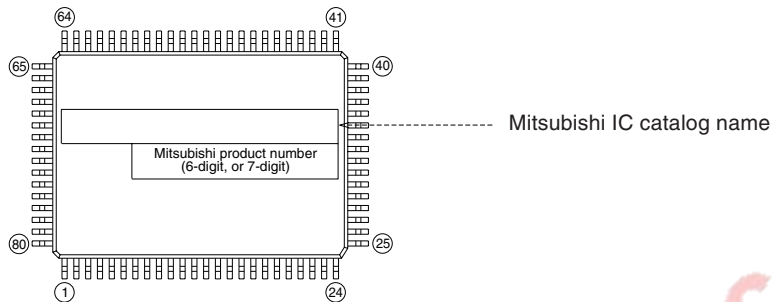 64 41
65 40
Mitsubishi IC catalog name
Mitsubishi product number
(6-digit, or 7-digit)
80 25
1 24